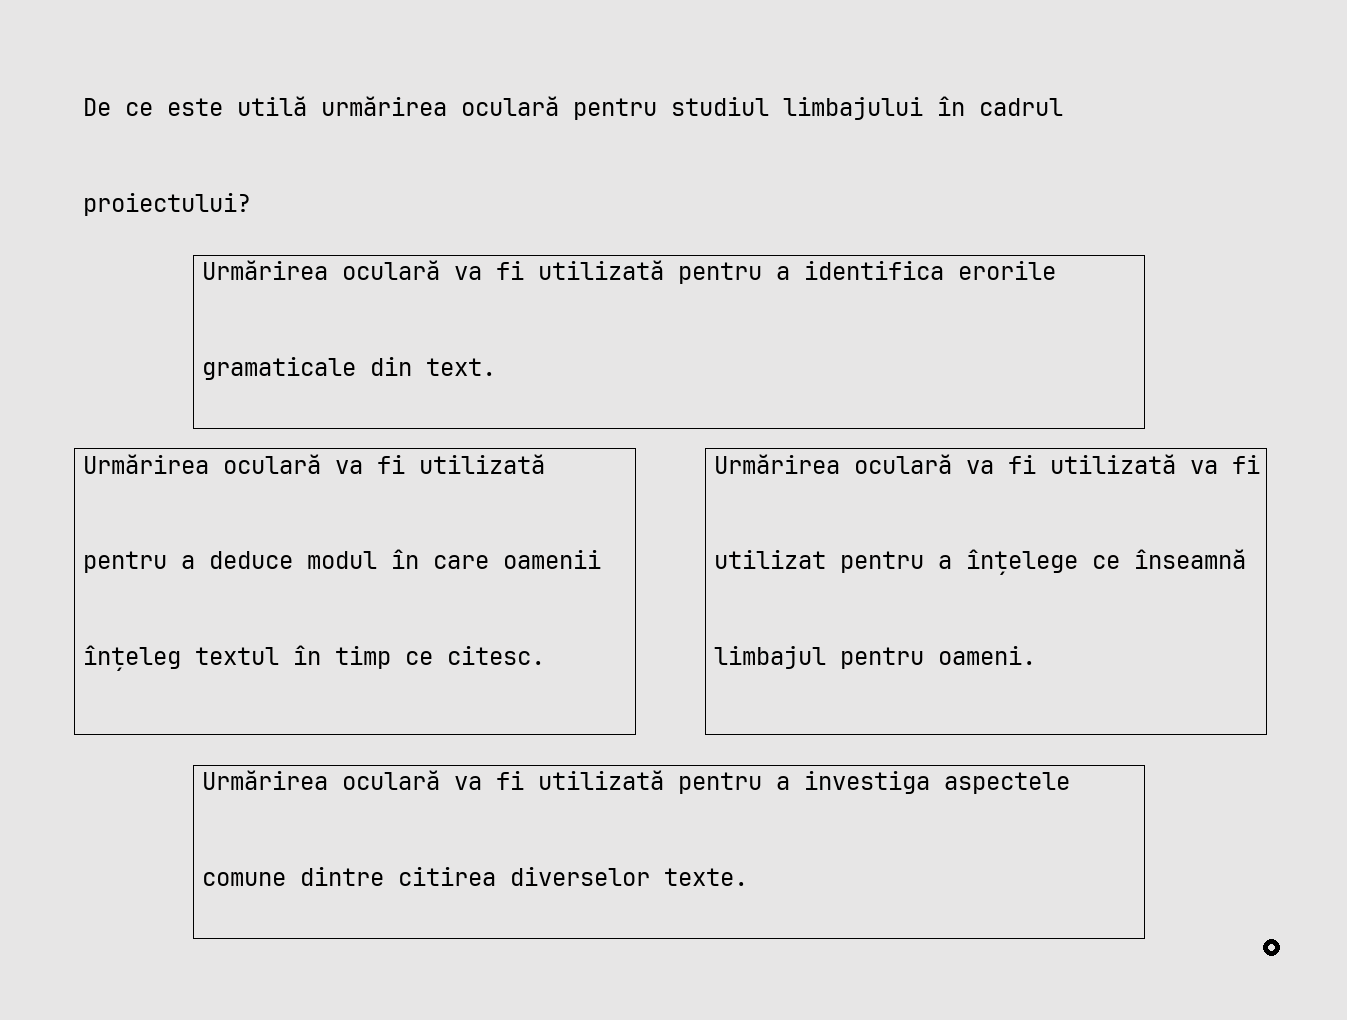 De ce este utilă urmărirea oculară pentru studiul limbajului în cadrul
proiectului?
Urmărirea oculară va fi utilizată pentru a identifica erorile
gramaticale din text.
Urmărirea oculară va fi utilizată
pentru a deduce modul în care oamenii
înțeleg textul în timp ce citesc.
Urmărirea oculară va fi utilizată va fi
utilizat pentru a înțelege ce înseamnă
limbajul pentru oameni.
Urmărirea oculară va fi utilizată pentru a investiga aspectele
comune dintre citirea diverselor texte.